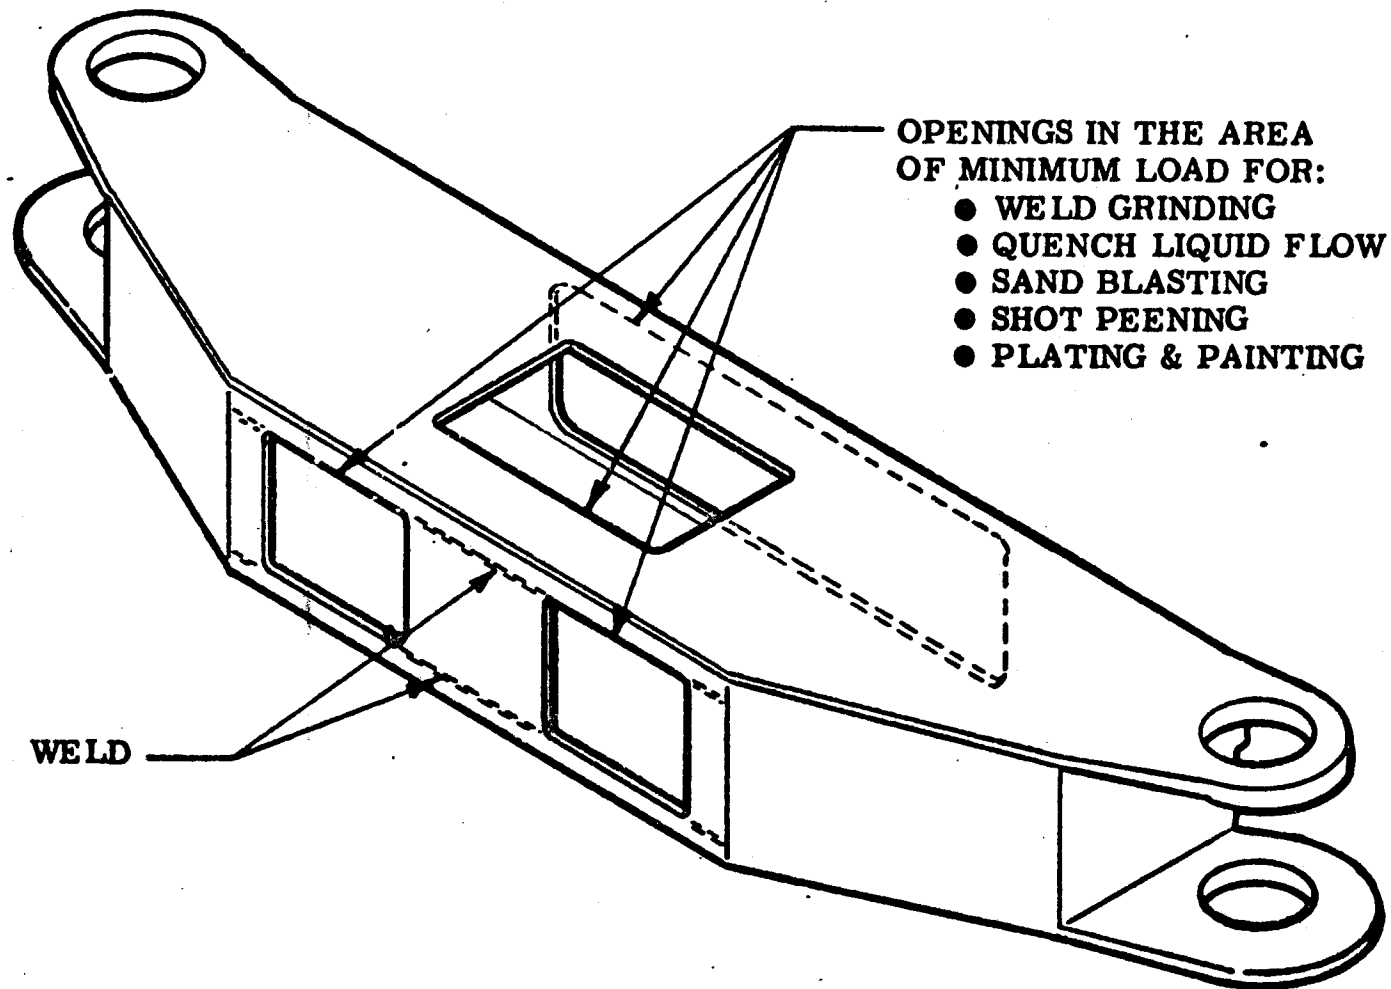 OPENINGS IN THE AREA
OF MINIMUM LOAD FOR:
● WELD GRINDING
● QUENCH LIQUID FLOW
● SAND BLASTING
● SHOT PEENING
● PLATING & PAINTING
WELD